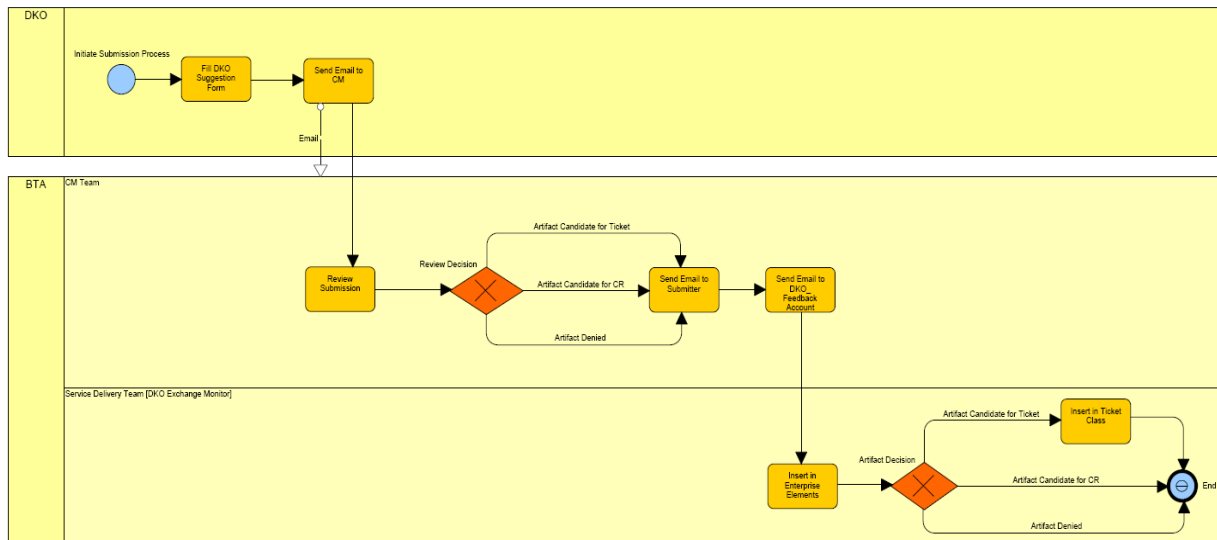 DKO
Initiate Submission Process
Fill DKO
Suggestion
Form
Send Email to
CM
Email
BTA
CM Team
Review
Submission
Review Decision
Artifact Candidate for Ticket
Artifact Candidate for CR
Artifact Denied
Send Email to
Submitter
Send Email to
DKO_
Feedback
Account
Service Delivery Team [DKO Exchange Monitor]
Insert in
Enterprise
Elements
Artifact Decision
Artifact Candidate for Ticket
Artifact Candidate for CR
Artifact Denied
Insert in Ticket
Class
End